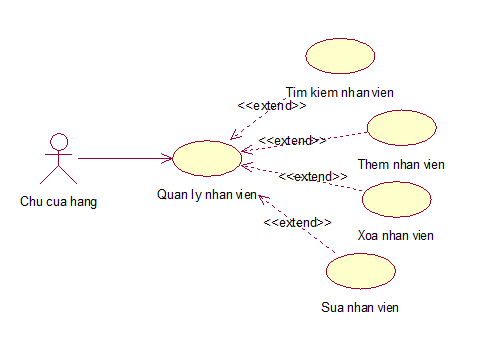 Tim kiem nhan vien
<<extend>>
<<extend>>
Them nhan vien
<<extend>>
Quan ly nhan vien
Chu cua hang
<<extend>>
Xoa nhan vien
Sua nhan vien